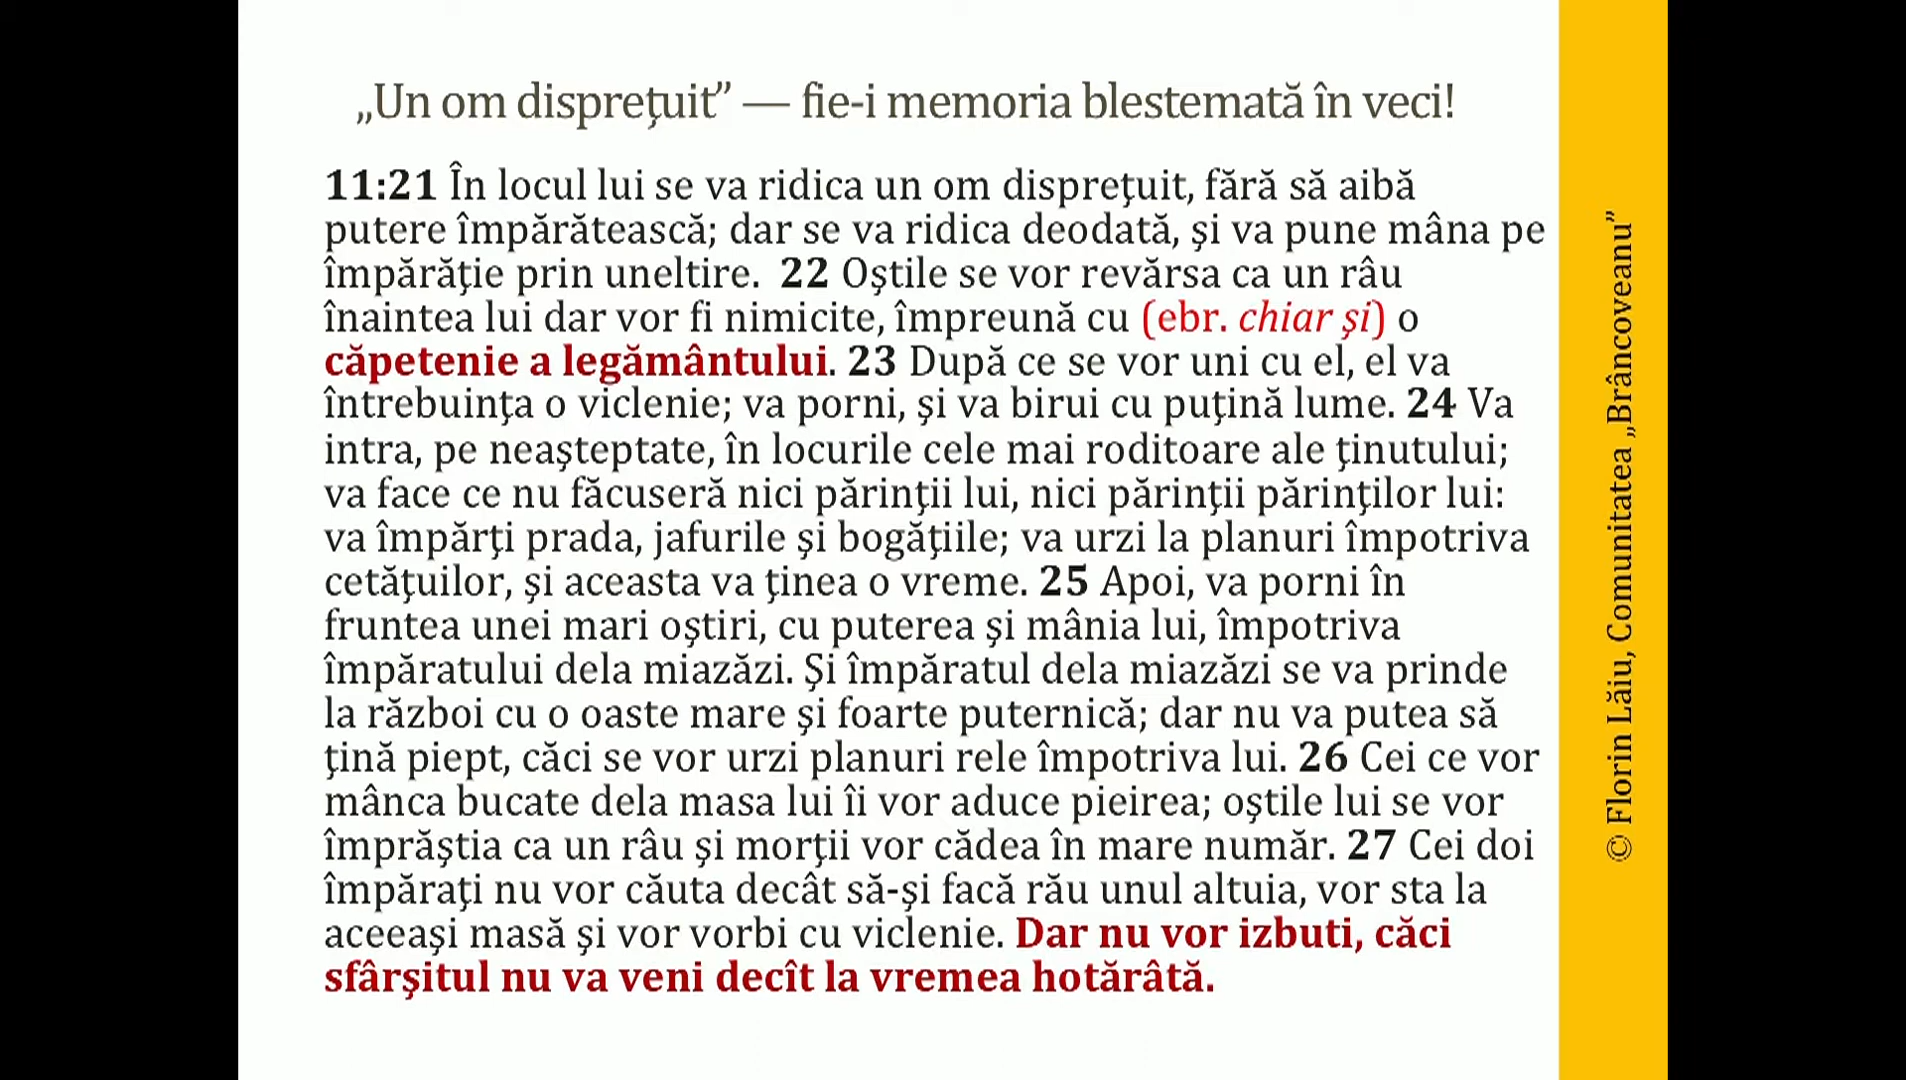 „Un om dispreţuit” — fie-i memoria blestemată în veci!
11:21 În locul lui se va ridica un om dispreţuit, fără să aibă
putere împărătească; dar se va ridica deodată, şi va pune mâna pe
împărăţie prin uneltire. 22 Oştile se vor revărsa ca un râu
înaintea lui dar vor fi nimicite, împreună cu (ebr. chiar şi) o
căpetenie a legământului. 23 După ce se vor uni cu el, el va
întrebuinţa o viclenie; va porni, şi va birui cu puţină lume. 24 Va
intra, pe neaşteptate, în locurile cele mai roditoare ale ţinutului;
va face ce nu făcuseră nici părinţii lui, nici părinţii părinţilor lui:
va împărţi prada, jafurile şi bogăţiile; va urzi la planuri împotriva
cetăţuilor, şi aceasta va ţinea o vreme. 25 Apoi, va porni în
fruntea unei mari oştiri, cu puterea şi mânia lui, împotriva
împăratului dela miazăzi. Şi împăratul dela miazăzi se va prinde
la război cu o oaste mare şi foarte puternică; dar nu va putea să
ţină piept, căci se vor urzi planuri rele împotriva lui. 26 Cei ce vor
mânca bucate dela masa lui îi vor aduce pieirea; oştile lui se vor
împrăştia ca un râu şi morţii vor cădea în mare număr. 27 Cei doi
împăraţi nu vor căuta decât să-şi facă rău unul altuia, vor sta la
aceeaşi masă şi vor vorbi cu viclenie. Dar nu vor izbuti, căci
sfârşitul nu va veni decît la vremea hotărâtă.
© Florin Lăiu, Comunitatea „Brâncoveanu”